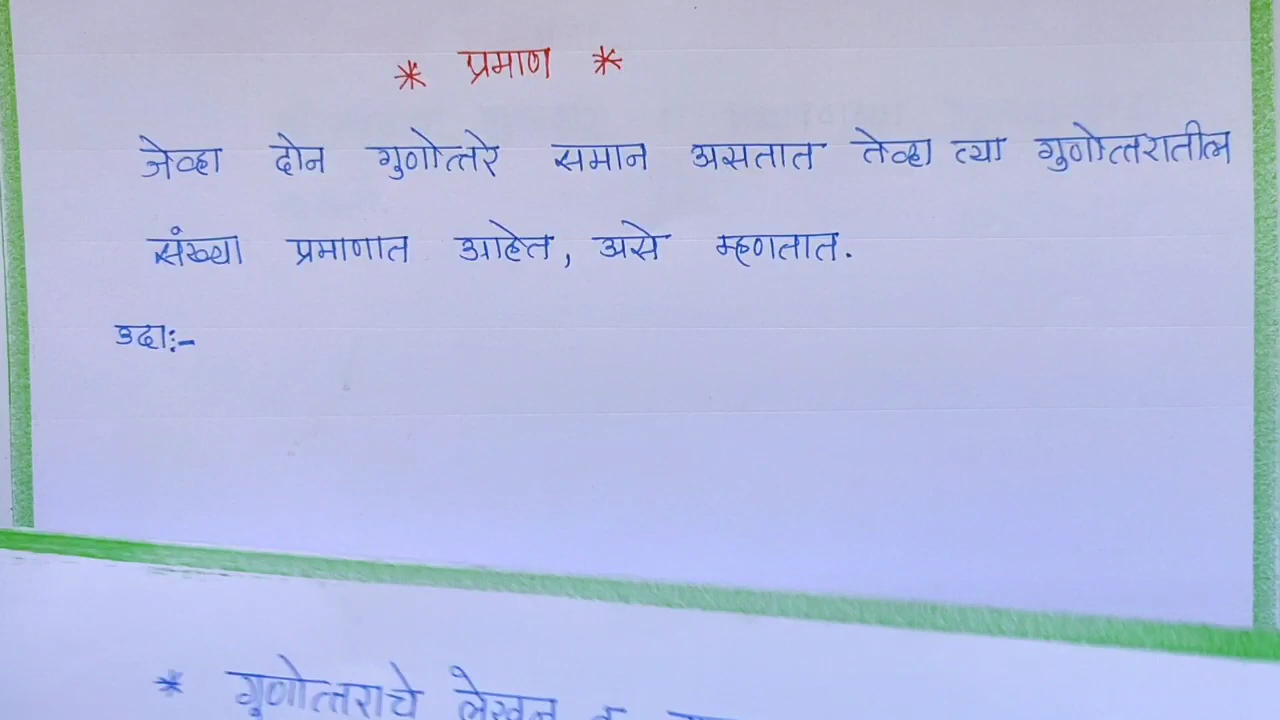 * प्रमाण *
जेव्हा दोन गुणोत्तरे समान असतात तेव्हा त्या गुणोत्तरातील
संख्या प्रमाणात आहेत, असे म्हणतात.
उदा:-
* गुणोत्तराचे लेखन व